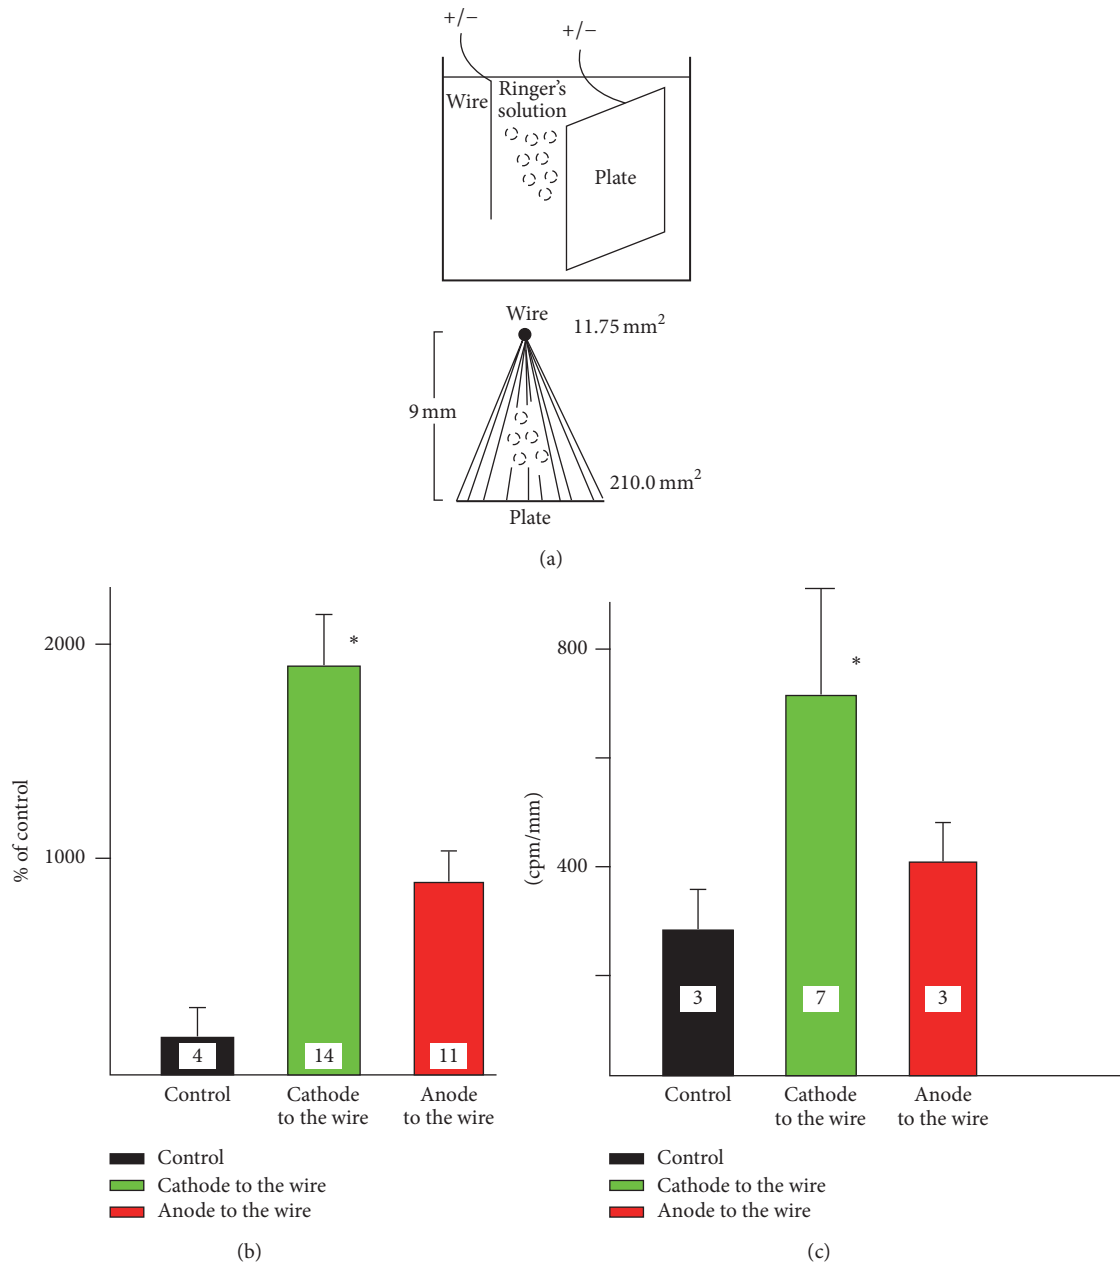 +/−
+/−
Wire
Ringer's
solution
Plate
Wire
11.75 mm²
9 mm
210.0 mm²
Plate
(a)
2000
1000
% of control
*
4
14
11
Control
Cathode
to the wire
Anode
to the wire
Control
Cathode to the wire
Anode to the wire
(b)
800
400
(cpm/mm)
*
3
7
3
Control
Cathode
to the wire
Anode
to the wire
Control
Cathode to the wire
Anode to the wire
(c)